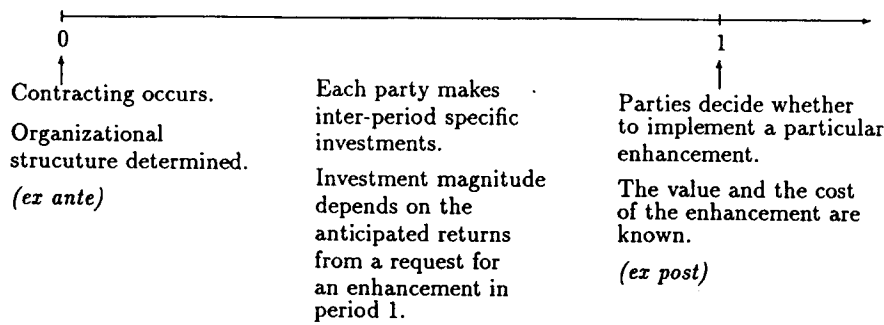 0
1
Contracting occurs.
Organizational
strucuture determined.
(ex ante)
Each party makes
inter-period specific
investments.
Investment magnitude
depends on the
anticipated returns
from a request for
an enhancement in
period 1.
Parties decide whether
to implement a particular
enhancement.
The value and the cost
of the enhancement are
known.
(ex post)